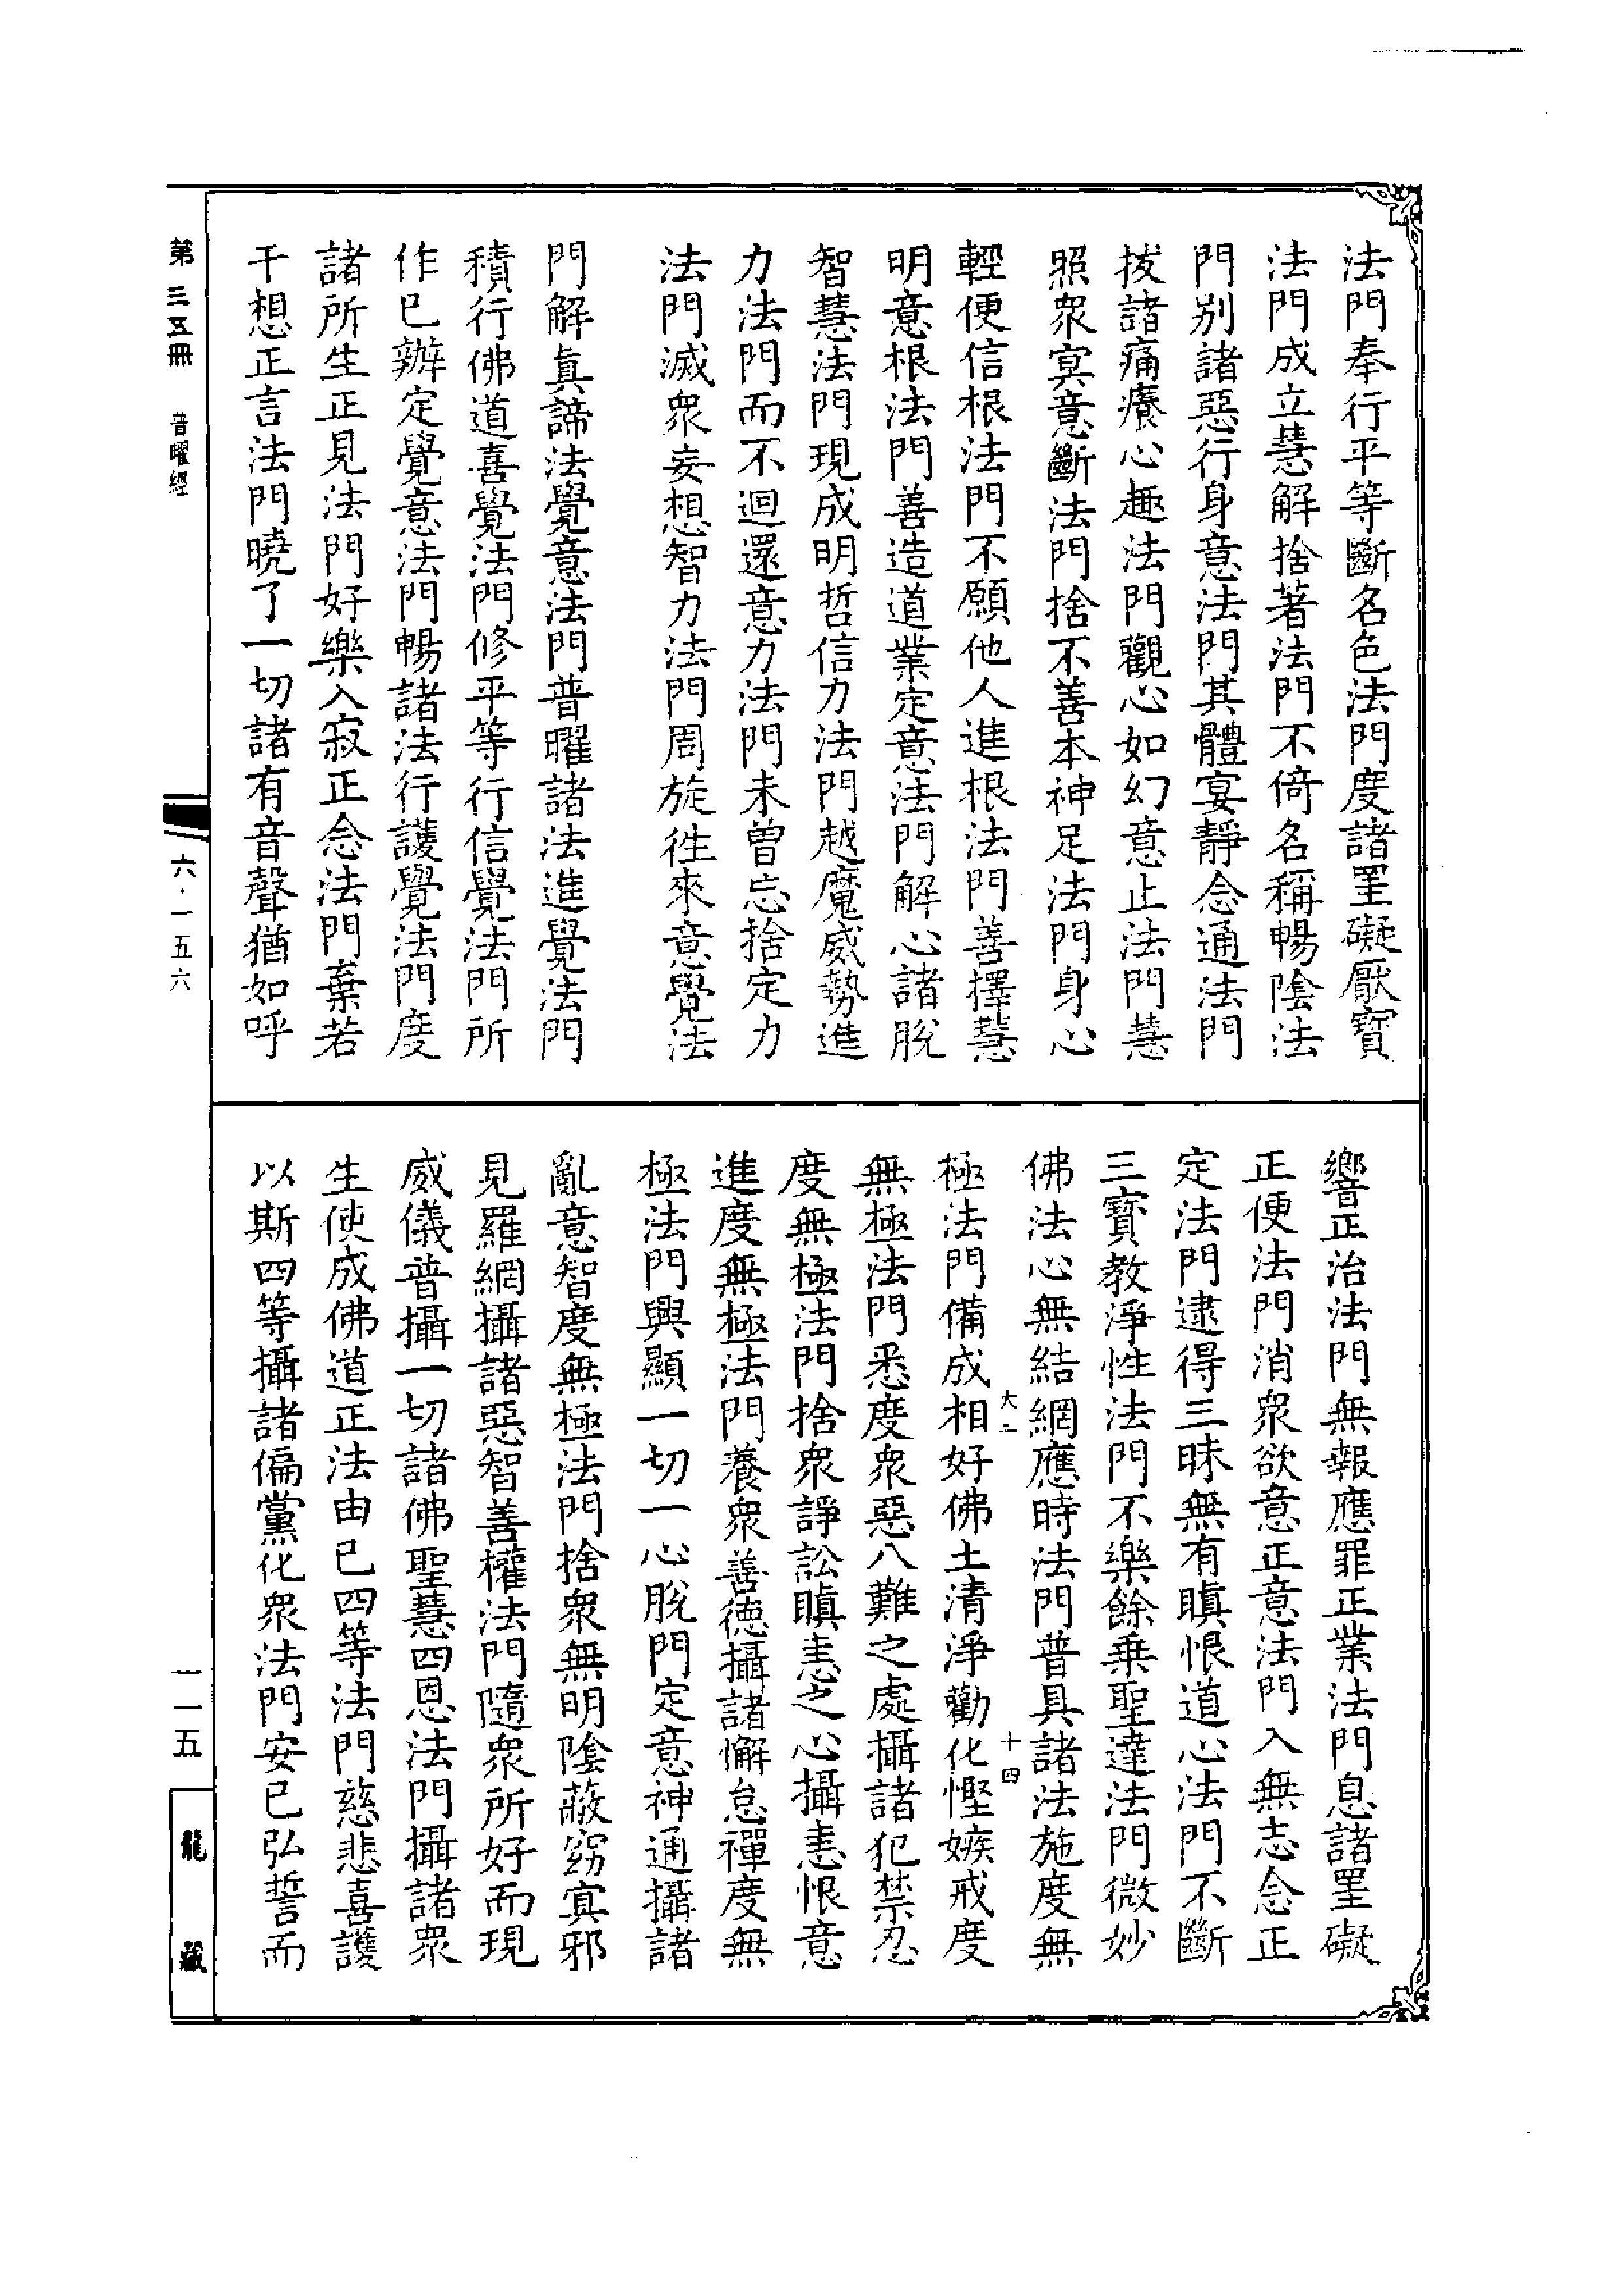 法門奉行平等斷名色法門度諸罣礙厭寶
法門成立慧解捨著法門不倚名稱暢陰法
門别諸惡行身意法門其體宴靜念通法門
拔諸痛癢心趣法門觀心如幻意止法門慧
照衆㝠意斷法門捨不善本神足法門身心
輕便信根法門不願他人進根法門善擇慧
明意根法門善造道業定意法門解心諸脫
智慧法門現成明哲信力法門越魔威勢進
力法門而不迴還意力法門未曾忘捨定力
法門滅衆妄想智力法門周旋徃來意覺法
門解真諦法覺意法門普曜諸法進覺法門
積行佛道喜覺法門修平等行信覺法門所
作已辦定覺意法門暢諸法行護覺法門度
諸所生正見法門好樂入寂正念法門棄若
干想正言法門曉了一切諸有音聲猶如呼
響正治法門無報應罪正業法門息諸罣礙
正便法門消衆欲意正意法門入無志念正
定法門逮得三昧無有瞋恨道心法門不斷
三寶教淨性法門不樂餘乗聖達法門微妙
佛法心無結網應時法門普具諸法施度無
大二 十四
極法門備成相好佛土清淨勸化慳嫉戒度
無極法門悉度衆惡八難之處攝諸犯禁忍
度無極法門捨衆諍訟瞋恚之心攝恚恨意
進度無極法門養衆善德攝諸懈怠禪度無
極法門興顯一切一心脫門定意神通攝諸
亂意智度無極法門捨衆無明陰蔽窈㝠邪
見羅網攝諸惡智善權法門隨衆所好而現
威儀普攝一切諸佛聖慧四恩法門攝諸衆
生使成佛道正法由已四等法門慈悲喜護
以斯四等攝諸偏黨化衆法門安已弘誓而
第三五冊 普曜經
六·一五六
一一五
龍藏